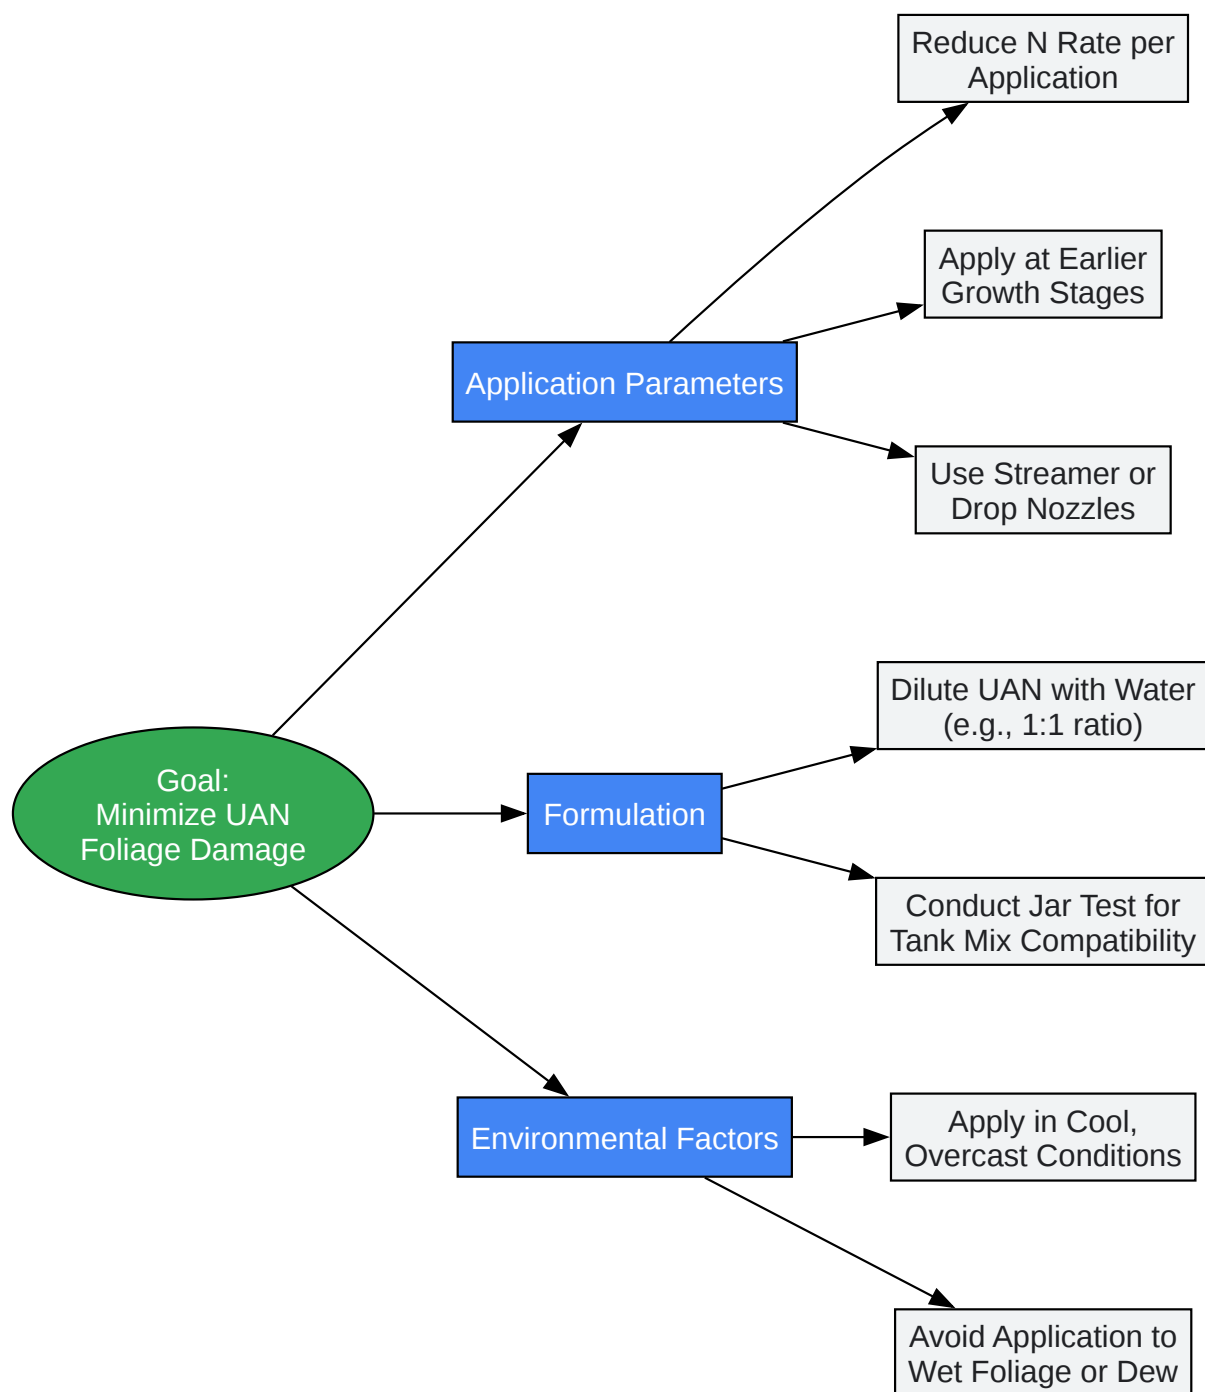 Reduce N Rate per
Application
Apply at Earlier
Growth Stages
Application Parameters
Use Streamer or
Drop Nozzles
Dilute UAN with Water
(e.g., 1:1 ratio)
Goal:
Minimize UAN
Foliage Damage
Formulation
Conduct Jar Test for
Tank Mix Compatibility
Environmental Factors
Apply in Cool,
Overcast Conditions
Avoid Application to
Wet Foliage or Dew